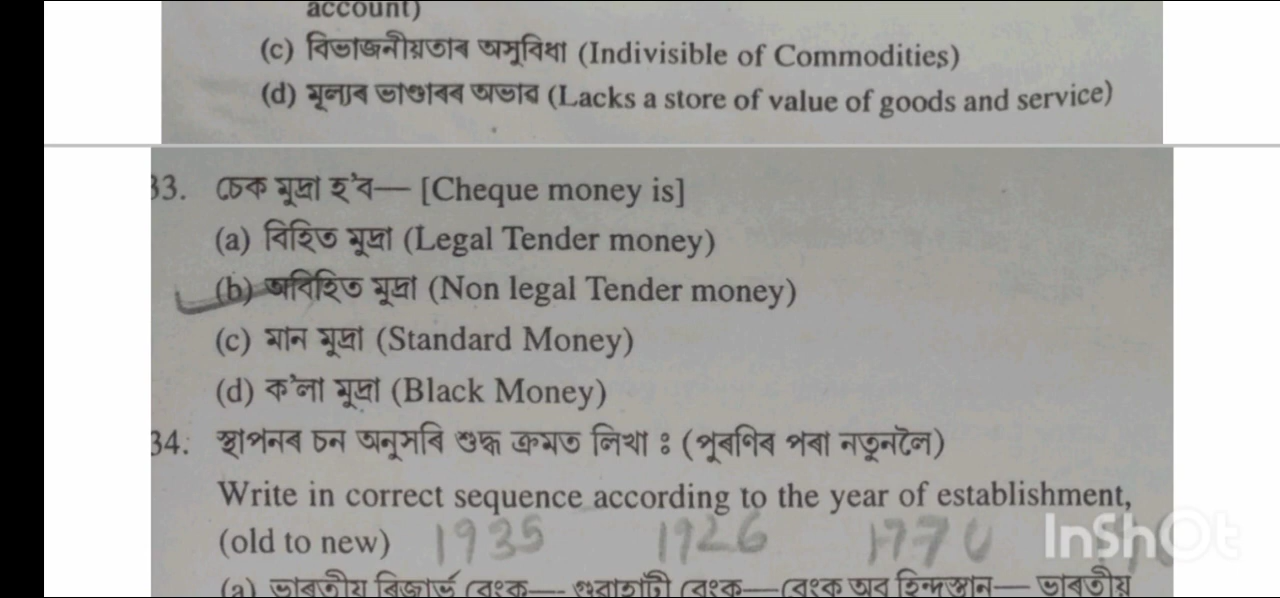 account)
(c) বিভাজনীয়তাৰ অসুবিধা (Indivisible of Commodities)
(d) মূল্যৰ ভাণ্ডাৰৰ অভাৱ (Lacks a store of value of goods and service)
33. চেক মুদ্ৰা হ'ব— [Cheque money is]
(a) বিহিত মুদ্ৰা (Legal Tender money)
(b) অবিহিত মুদ্ৰা (Non legal Tender money)
(c) মান মুদ্ৰা (Standard Money)
(d) ক'লা মুদ্ৰা (Black Money)
34. স্থাপনৰ চন অনুসৰি শুদ্ধ ক্ৰমত লিখা : (পুৰণিৰ পৰা নতুনলৈ)
Write in correct sequence according to the year of establishment,
(old to new) 1935 1926 1770 InShOt
(a) ভাৰতীয় ৰিজাৰ্ভ বেংক— গুৱাহাটী বেংক—বেংক অব হিন্দুস্থান— ভাৰতীয়